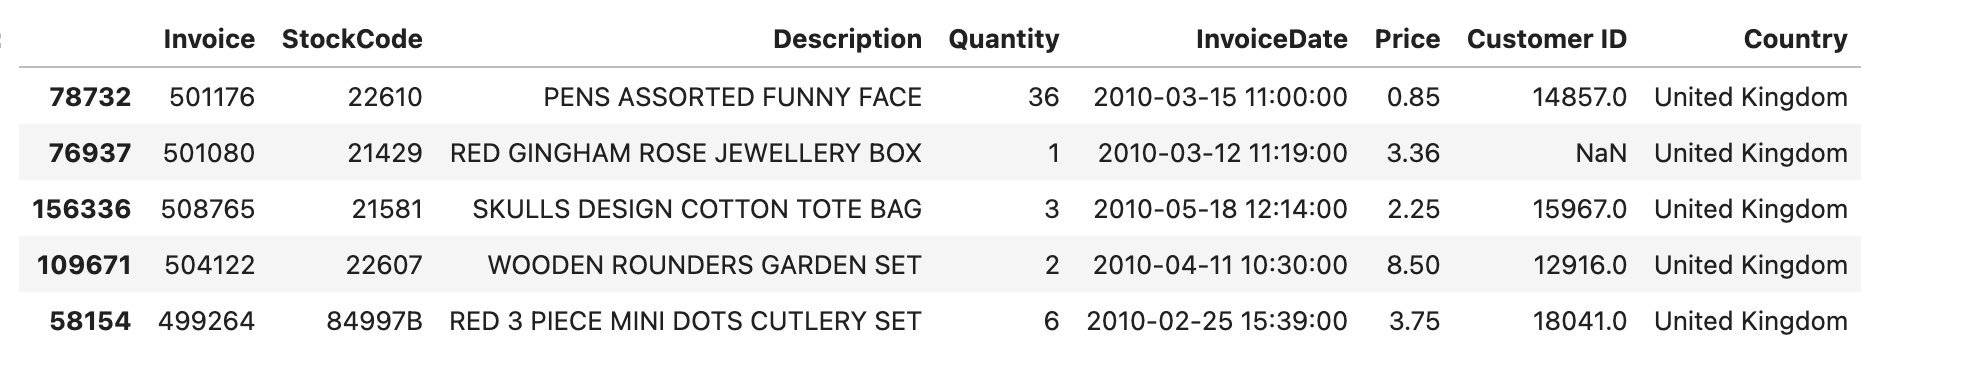 Invoice StockCode Description Quantity InvoiceDate Price Customer ID Country
78732 501176 22610 PENS ASSORTED FUNNY FACE 36 2010-03-15 11:00:00 0.85 14857.0 United Kingdom
76937 501080 21429 RED GINGHAM ROSE JEWELLERY BOX 1 2010-03-12 11:19:00 3.36 NaN United Kingdom
156336 508765 21581 SKULLS DESIGN COTTON TOTE BAG 3 2010-05-18 12:14:00 2.25 15967.0 United Kingdom
109671 504122 22607 WOODEN ROUNDERS GARDEN SET 2 2010-04-11 10:30:00 8.50 12916.0 United Kingdom
58154 499264 84997B RED 3 PIECE MINI DOTS CUTLERY SET 6 2010-02-25 15:39:00 3.75 18041.0 United Kingdom